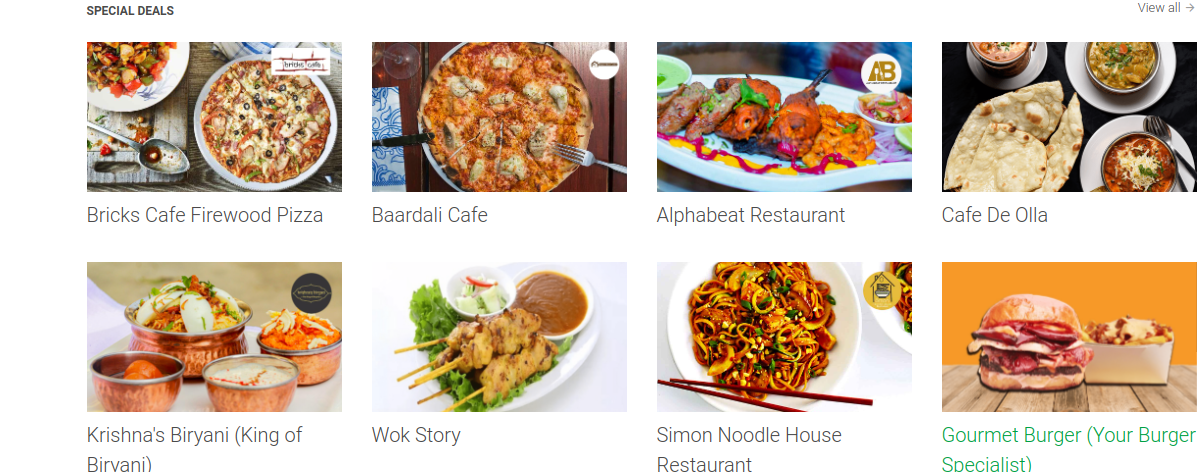 SPECIAL DEALS
View all →
bricks cafe
AB
Bricks Cafe Firewood Pizza
Baardali Cafe
Alphabeat Restaurant
Cafe De Olla
Krishna's Biryani (King of
Biryani)
Wok Story
Simon Noodle House
Restaurant
Gourmet Burger (Your Burger
Specialist)